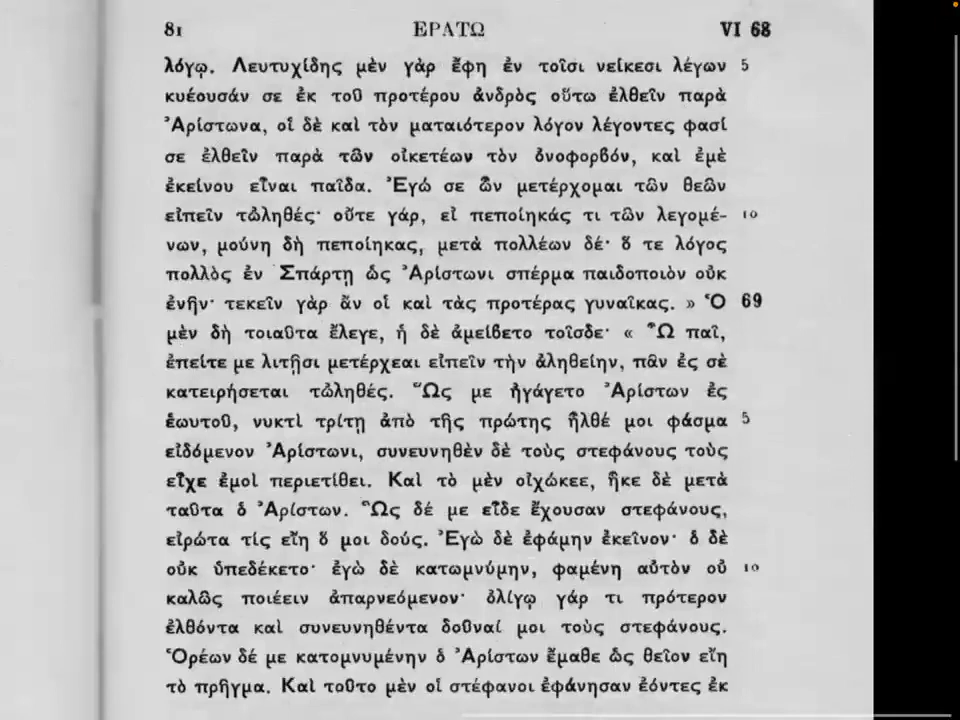 81 ΕΡΑΤΩ VI 68
λόγῳ. Λευτυχίδης μὲν γὰρ ἔφη ἐν τοῖσι νείκεσι λέγων 5
κυέουσάν σε ἐκ τοῦ προτέρου ἀνδρὸς οὕτω ἐλθεῖν παρὰ
Ἀρίστωνα, οἱ δὲ καὶ τὸν ματαιότερον λόγον λέγοντες φασί
σε ἐλθεῖν παρὰ τῶν οἰκετέων τὸν ὀνοφορβόν, καὶ ἐμὲ
ἐκείνου εἶναι παῖδα. Ἐγώ σε ὦν μετέρχομαι τῶν θεῶν
εἰπεῖν τὠληθές· οὔτε γάρ, εἰ πεποίηκάς τι τῶν λεγομέ- 10
νων, μούνη δὴ πεποίηκας, μετὰ πολλέων δέ· ὅ τε λόγος
πολλὸς ἐν Σπάρτῃ ὡς Ἀρίστωνι σπέρμα παιδοποιὸν οὐκ
ἐνῆν· τεκεῖν γὰρ ἄν οἱ καὶ τὰς προτέρας γυναῖκας. » Ὁ 69
μὲν δὴ τοιαῦτα ἔλεγε, ἡ δὲ ἀμείβετο τοῖσδε· « Ὦ παῖ,
ἐπείτε με λιτῇσι μετέρχεαι εἰπεῖν τὴν ἀληθείην, πᾶν ἐς σὲ
κατειρήσεται τὠληθές. Ὥς με ἠγάγετο Ἀρίστων ἐς
ἑωυτοῦ, νυκτὶ τρίτῃ ἀπὸ τῆς πρώτης ἦλθέ μοι φάσμα 5
εἰδόμενον Ἀρίστωνι, συνευνηθὲν δὲ τοὺς στεφάνους τοὺς
εἶχε ἐμοὶ περιετίθει. Καὶ τὸ μὲν οἰχώκεε, ἧκε δὲ μετὰ
ταῦτα ὁ Ἀρίστων. Ὣς δέ με εἶδε ἔχουσαν στεφάνους,
εἰρώτα τίς εἴη ὅ μοι δούς. Ἐγὼ δὲ ἐφάμην ἐκεῖνον· ὁ δὲ
οὐκ ὑπεδέκετο· ἐγὼ δὲ κατωμνύμην, φαμένη αὐτὸν οὐ 10
καλῶς ποιέειν ἀπαρνεόμενον· ὀλίγῳ γάρ τι πρότερον
ἐλθόντα καὶ συνευνηθέντα δοῦναί μοι τοὺς στεφάνους.
Ὁρέων δέ με κατομνυμένην ὁ Ἀρίστων ἔμαθε ὡς θεῖον εἴη
τὸ πρῆγμα. Καὶ τοῦτο μὲν οἱ στέφανοι ἐφάνησαν ἐόντες ἐκ